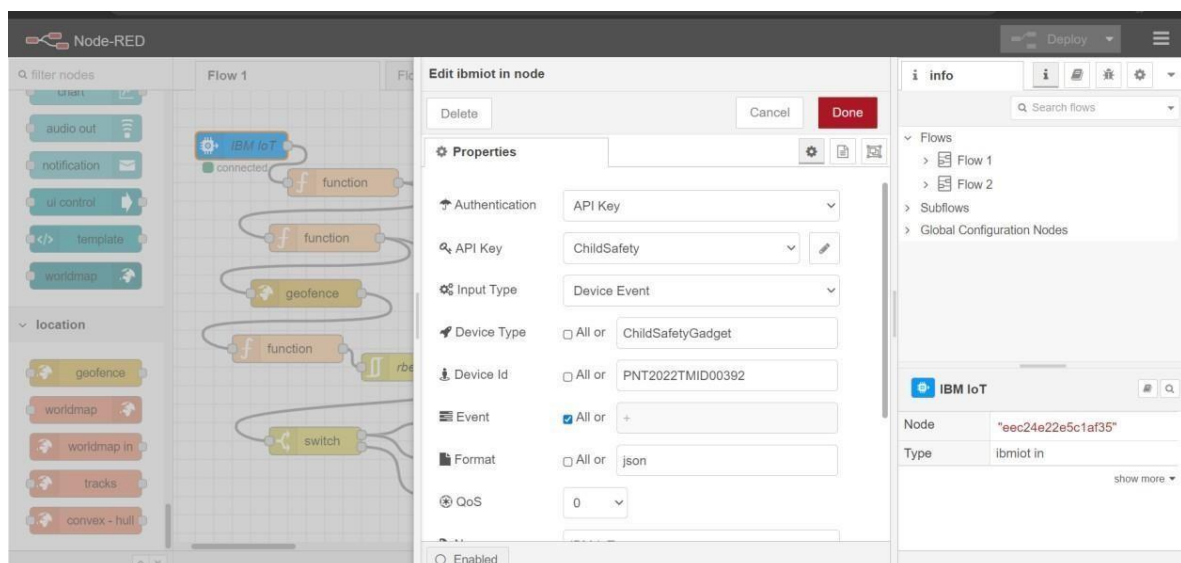 Node-RED
Deploy
filter nodes
chart
audio out
notification
ui control
</> template
worldmap
location
geofence
worldmap
worldmap in
tracks
convex - hull
Flow 1
IBM IoT
connected
function
function
geofence
function
rbe
switch
Edit ibmiot in node
Delete
Cancel
Done
Properties
Authentication
API Key
API Key
ChildSafety
Input Type
Device Event
Device Type
All or
ChildSafetyGadget
Device Id
All or
PNT2022TMID00392
Event
All or
+
Format
All or
json
QoS
0
Enabled
i info
i
Search flows
Flows
Flow 1
Flow 2
Subflows
Global Configuration Nodes
IBM IoT
Node
"eec24e22e5c1af35"
Type
ibmiot in
show more